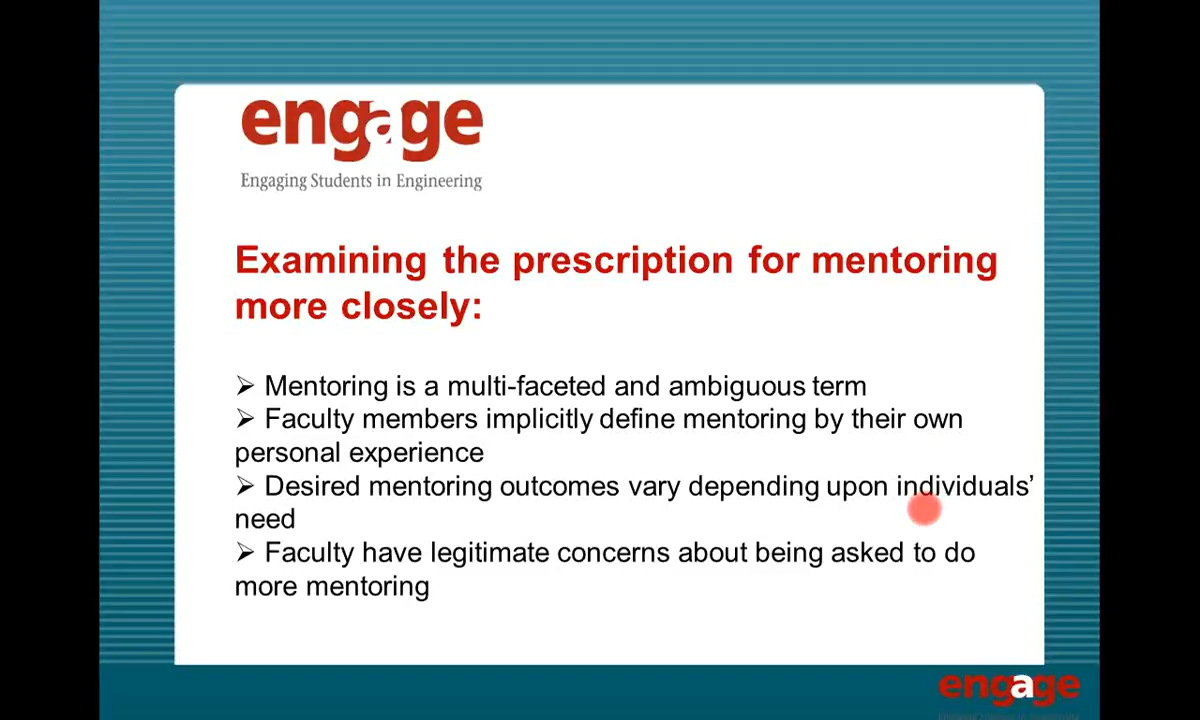 engage
Engaging Students in Engineering
Examining the prescription for mentoring
more closely:
➢ Mentoring is a multi-faceted and ambiguous term
➢ Faculty members implicitly define mentoring by their own
personal experience
➢ Desired mentoring outcomes vary depending upon individuals’
need
➢ Faculty have legitimate concerns about being asked to do
more mentoring
engage